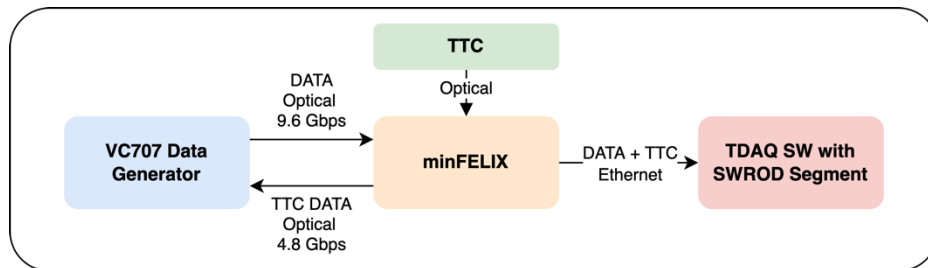 TTC
Optical
DATA
Optical
9.6 Gbps
VC707 Data
Generator
minFELIX
DATA + TTC
Ethernet
TDAQ SW with
SWROD Segment
TTC DATA
Optical
4.8 Gbps